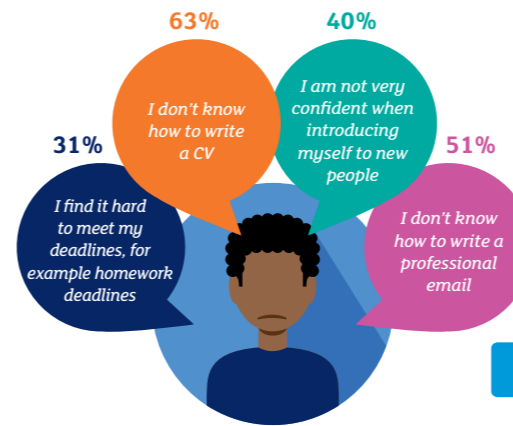 63%
I don't know
how to write
a CV
40%
I am not very
confident when
introducing
myself to new
people
31%
I find it hard
to meet my
deadlines, for
example homework
deadlines
51%
I don't know
how to write a
professional
email